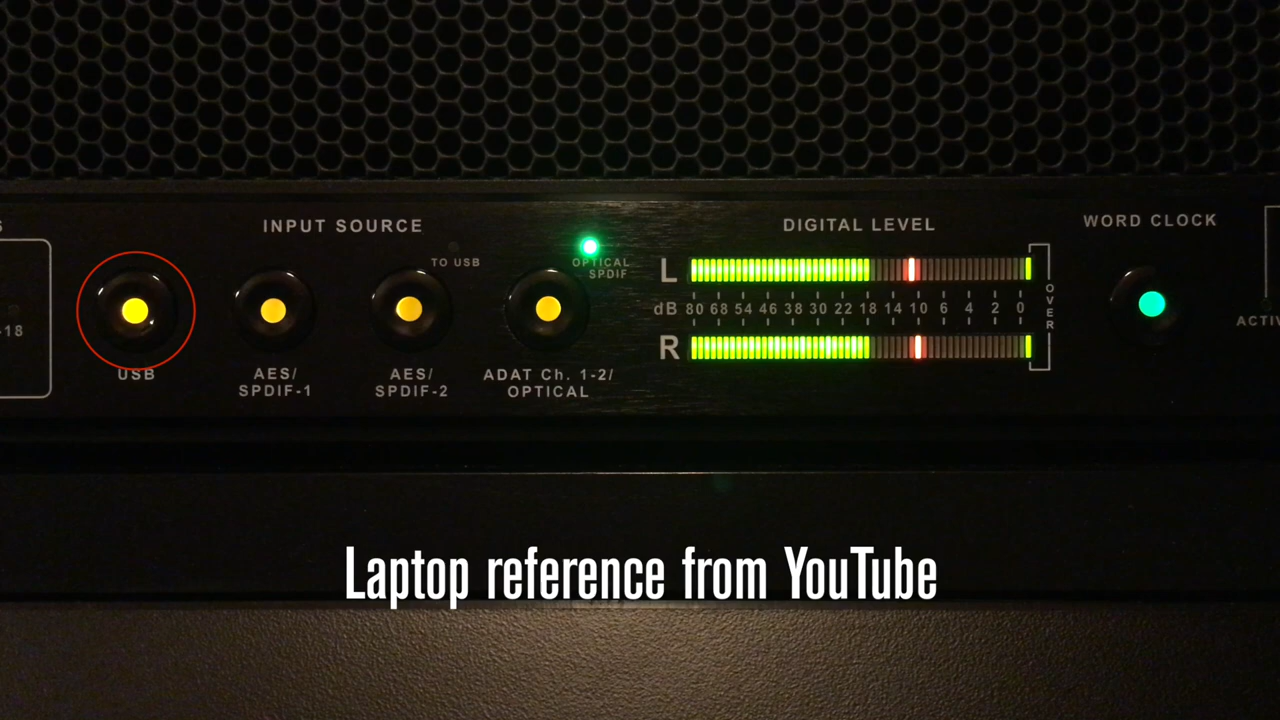 S
-18
INPUT SOURCE
TO USB
OPTICAL
SPDIF
USB
AES/
SPDIF-1
AES/
SPDIF-2
ADAT Ch. 1-2/
OPTICAL
DIGITAL LEVEL
L
dB 80 68 54 46 38 30 22 18 14 10 6 4 2 0
R
OVER
WORD CLOCK
ACTIV
Laptop reference from YouTube